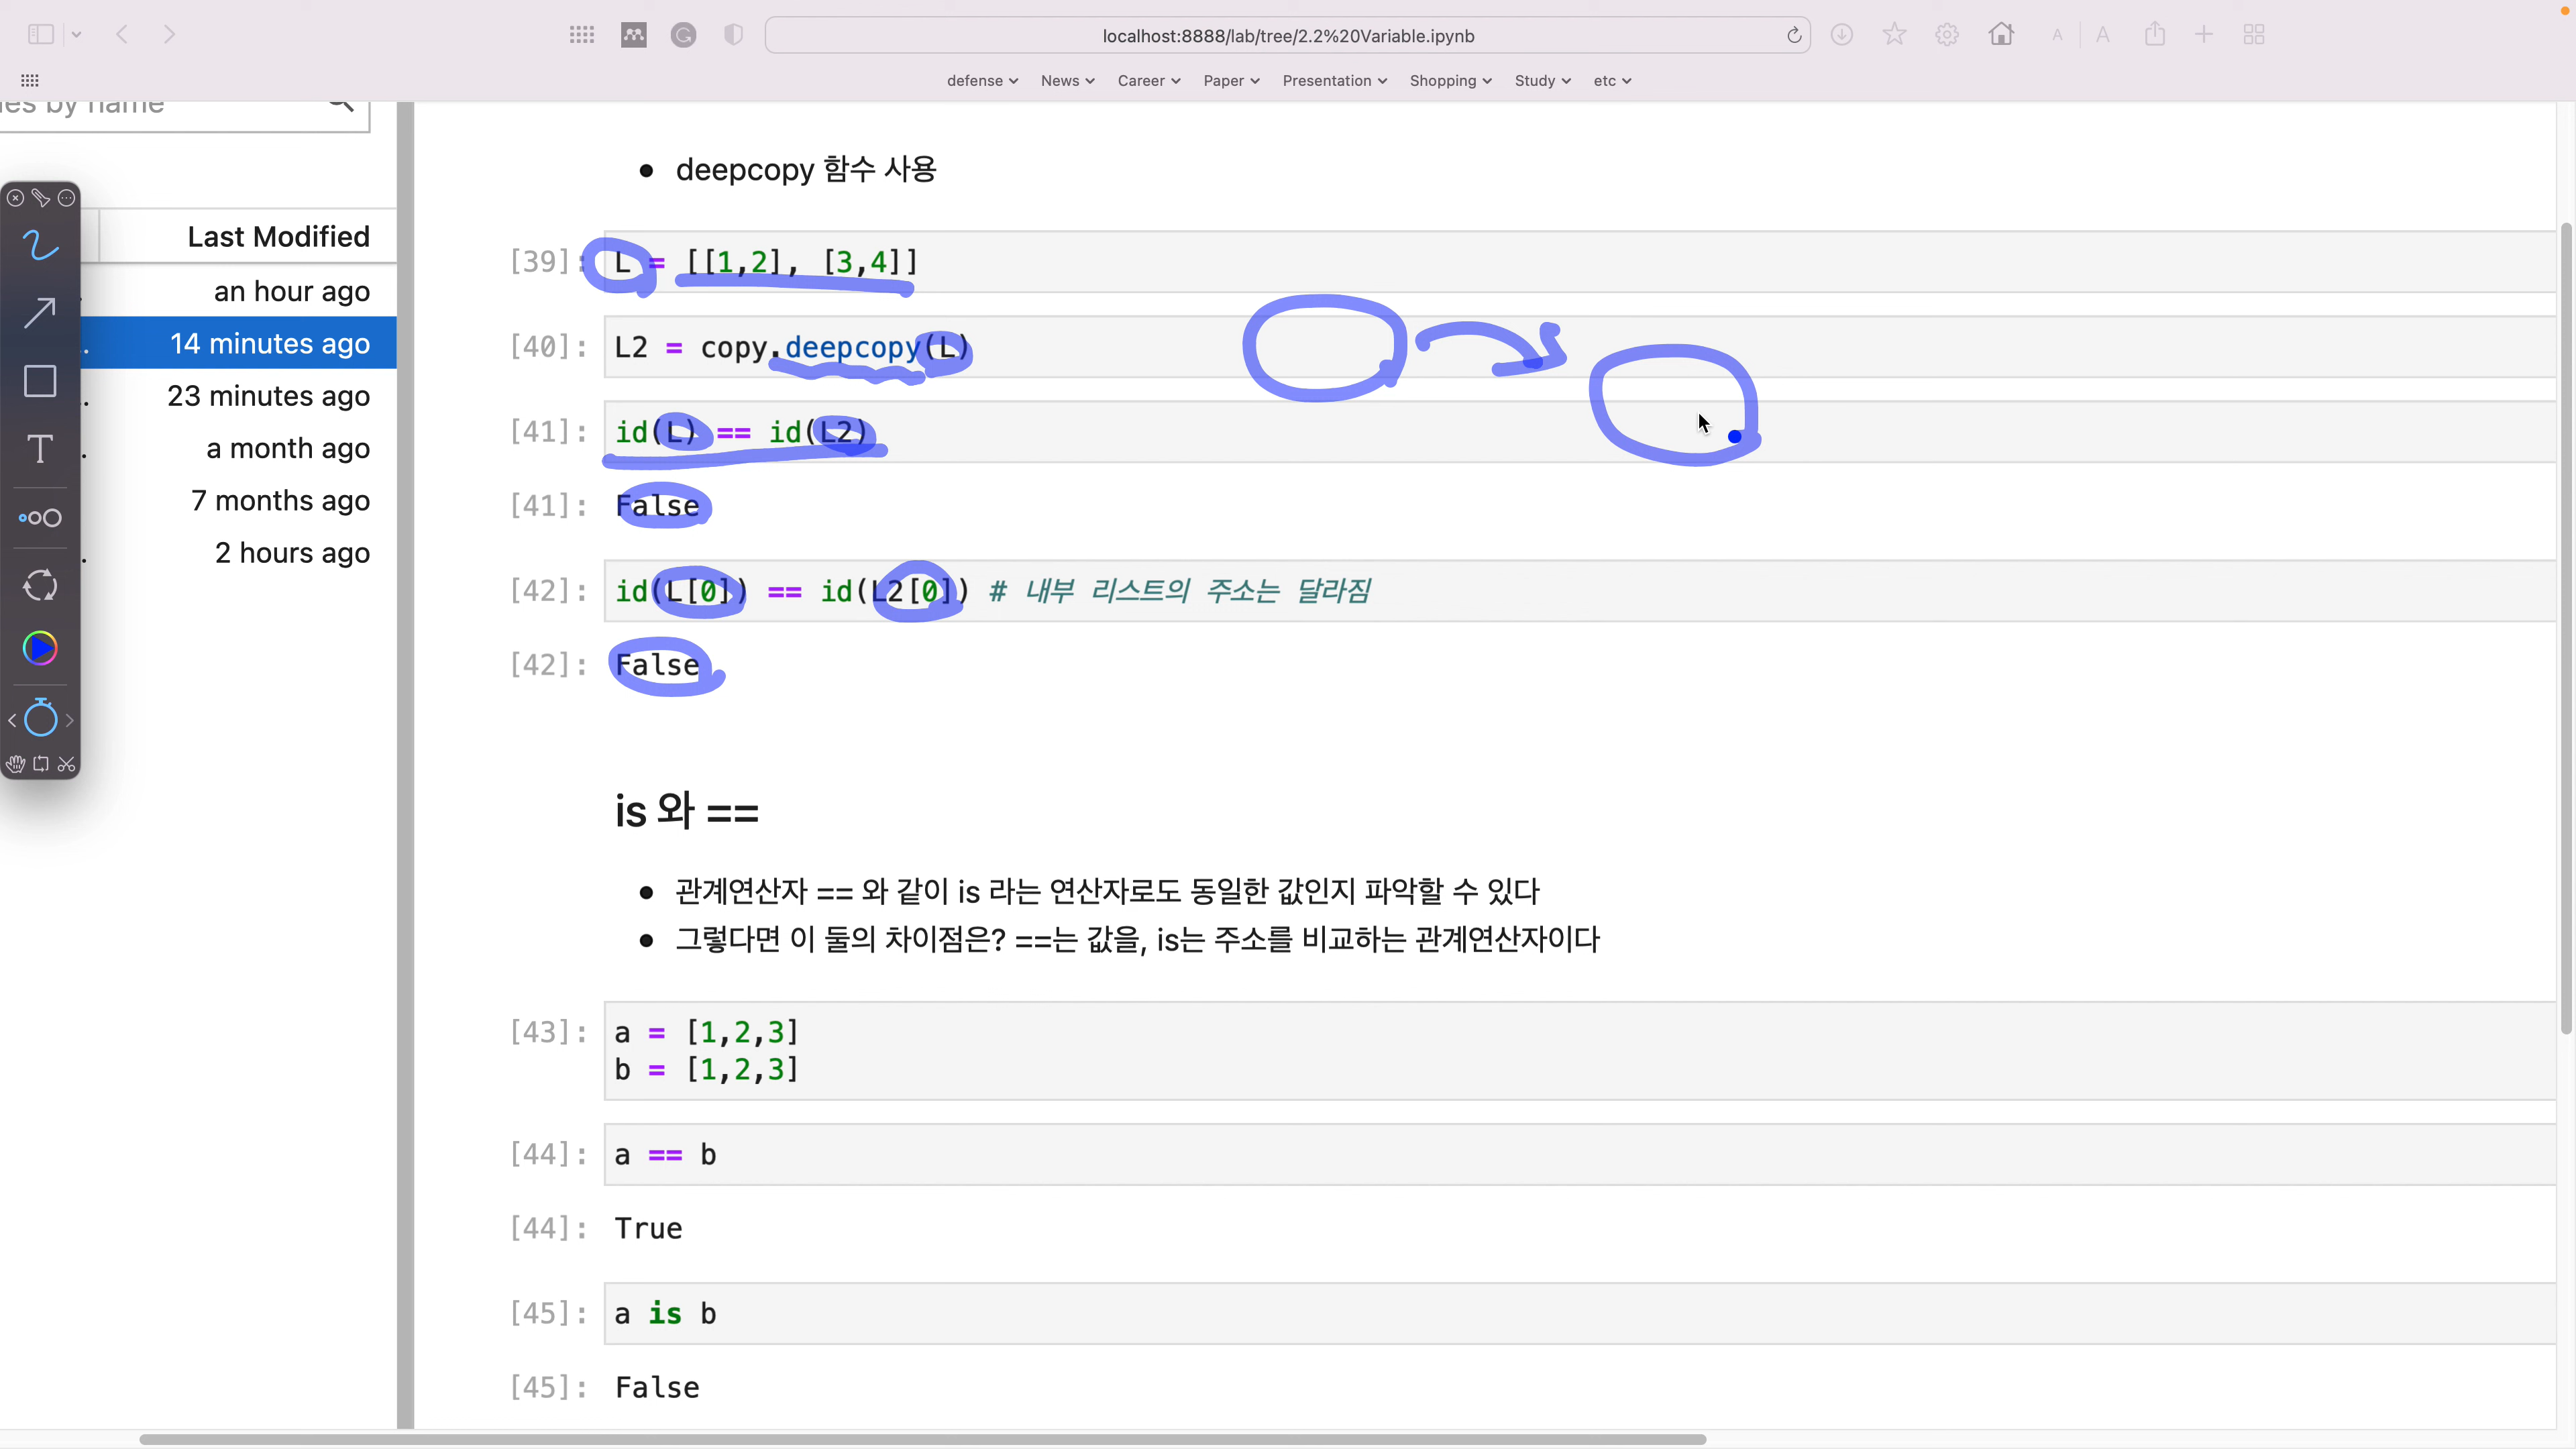 localhost:8888/lab/tree/2.2%20Variable.ipynb
A A
defense News Career Paper Presentation Shopping Study etc
les by name
Last Modified
an hour ago
14 minutes ago
23 minutes ago
a month ago
7 months ago
2 hours ago
T
• deepcopy 함수 사용
[39]: L = [[1,2], [3,4]]
[40]: L2 = copy.deepcopy(L)
[41]: id(L) == id(L2)
[41]: False
[42]: id(L[0]) == id(L2[0]) # 내부 리스트의 주소는 달라짐
[42]: False
is 와 ==
• 관계연산자 == 와 같이 is 라는 연산자로도 동일한 값인지 파악할 수 있다
• 그렇다면 이 둘의 차이점은? ==는 값을, is는 주소를 비교하는 관계연산자이다
[43]: a = [1,2,3]
b = [1,2,3]
[44]: a == b
[44]: True
[45]: a is b
[45]: False